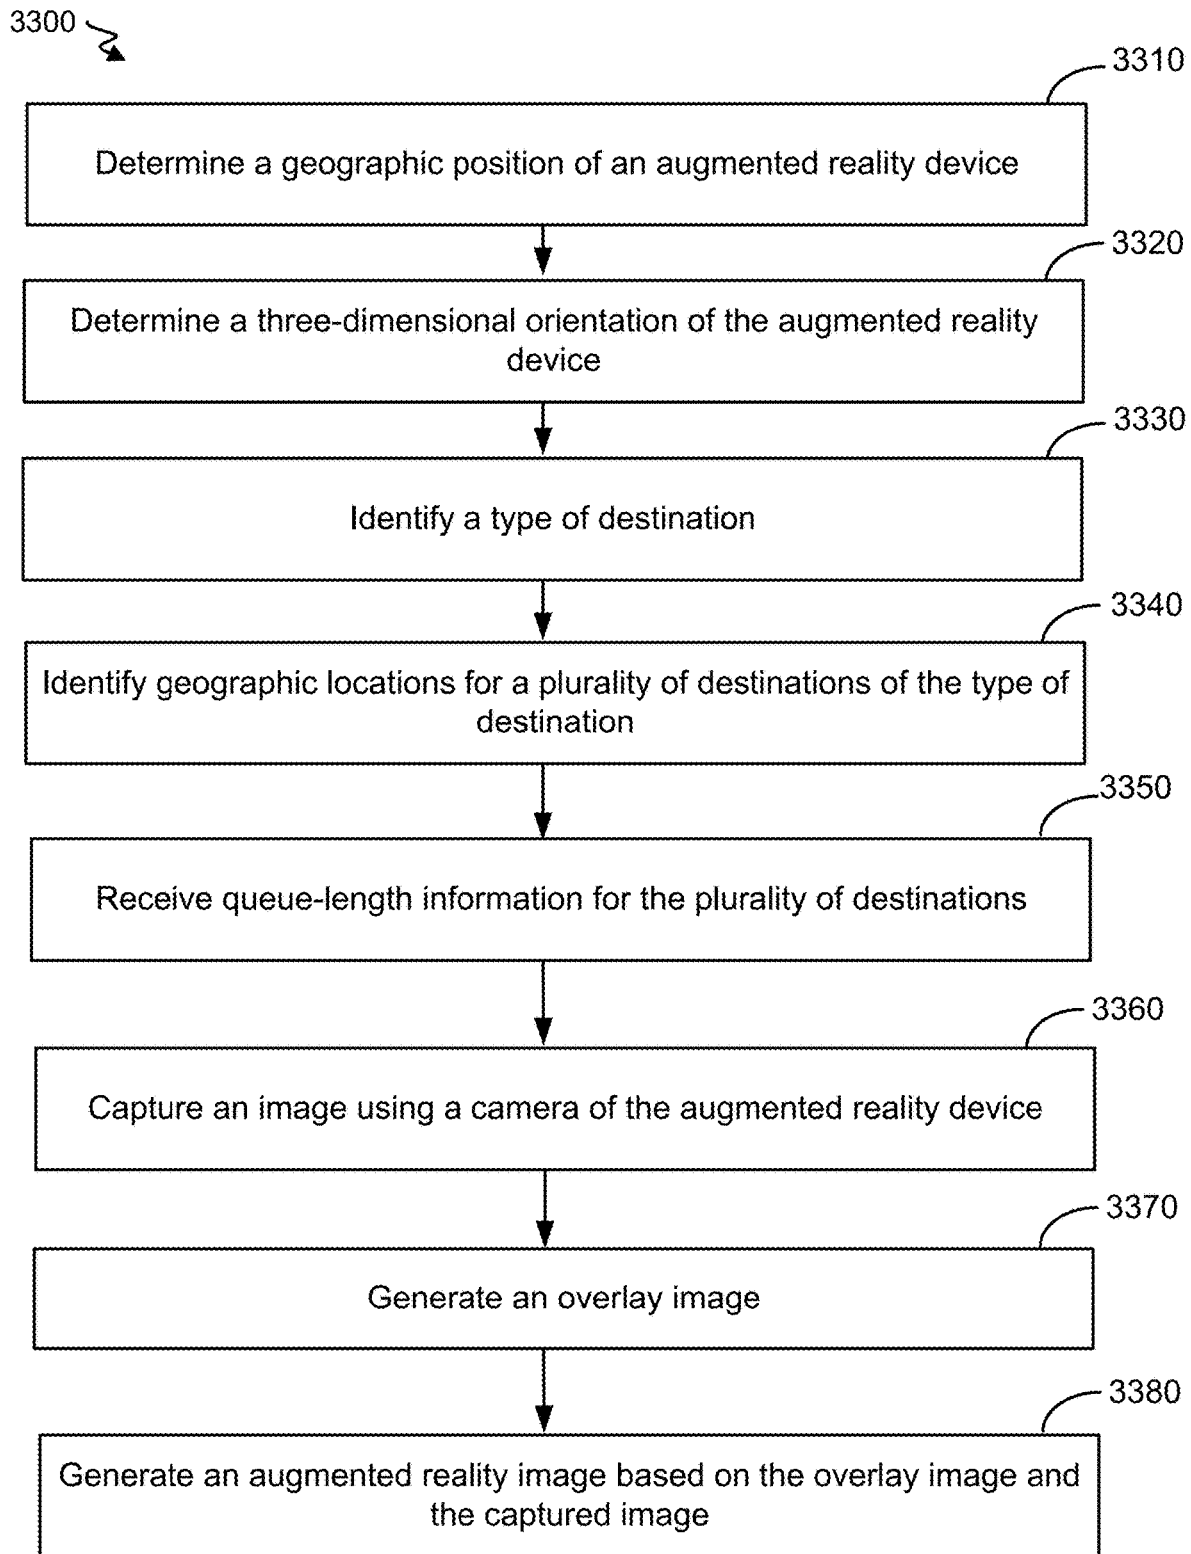 3300
3310
Determine a geographic position of an augmented reality device
3320
Determine a three-dimensional orientation of the augmented reality
device
3330
Identify a type of destination
3340
Identify geographic locations for a plurality of destinations of the type of
destination
3350
Receive queue-length information for the plurality of destinations
3360
Capture an image using a camera of the augmented reality device
3370
Generate an overlay image
3380
Generate an augmented reality image based on the overlay image and
the captured image